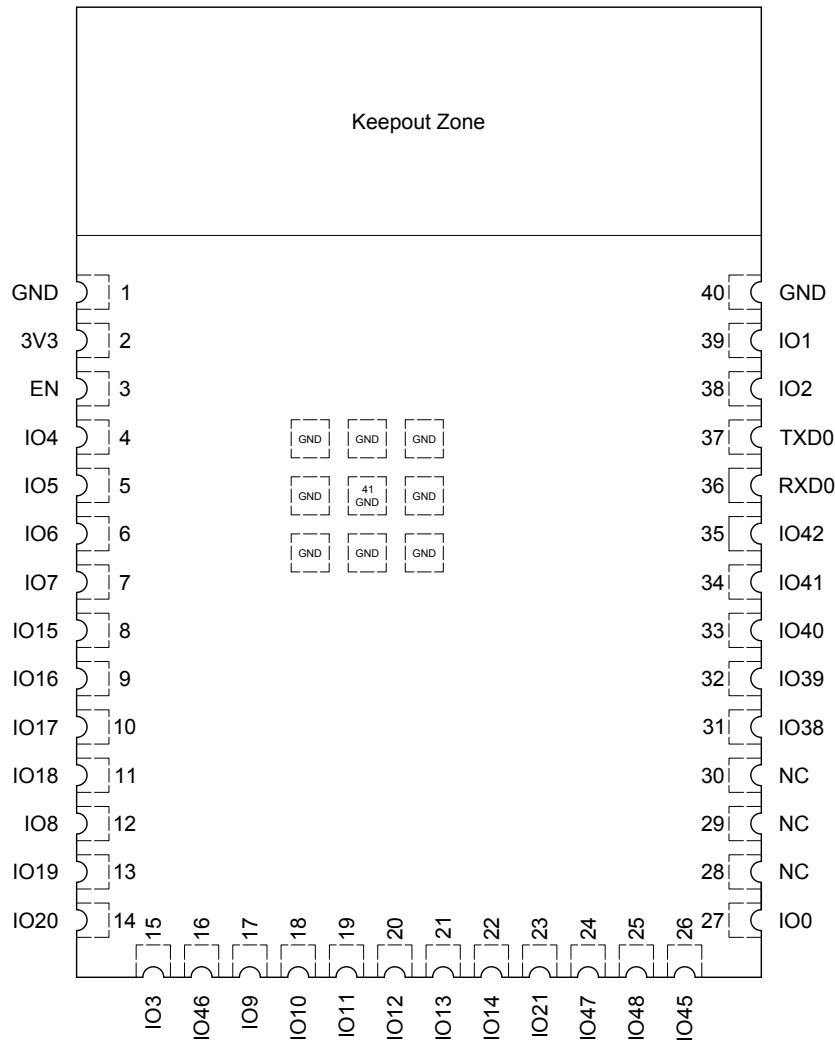 Keepout Zone
GND 1 40 GND
3V3 2 39 IO1
EN 3 38 IO2
IO4 4 37 TXD0
GND GND GND
IO5 5 36 RXD0
GND 41 GND GND
IO6 6 35 IO42
GND GND GND
IO7 7 34 IO41
IO15 8 33 IO40
IO16 9 32 IO39
IO17 10 31 IO38
IO18 11 30 NC
IO8 12 29 NC
IO19 13 28 NC
IO20 14 27 IO0
15 16 17 18 19 20 21 22 23 24 25 26
IO3 IO46 IO9 IO10 IO11 IO12 IO13 IO14 IO21 IO47 IO48 IO45